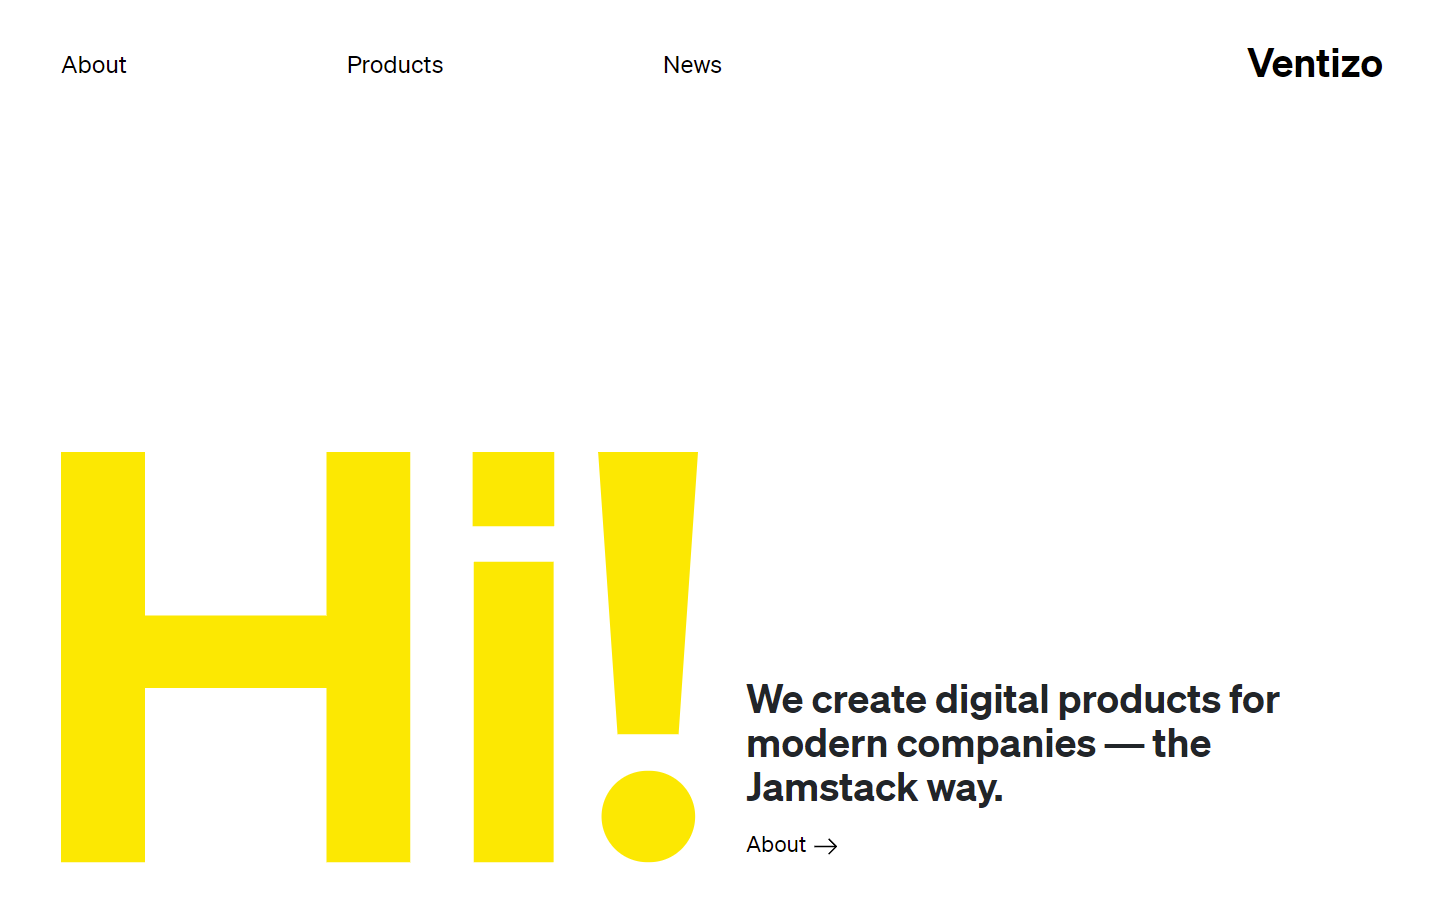 About
Products
News
Ventizo
Hi!
We create digital products for
modern companies — the
Jamstack way.
About →